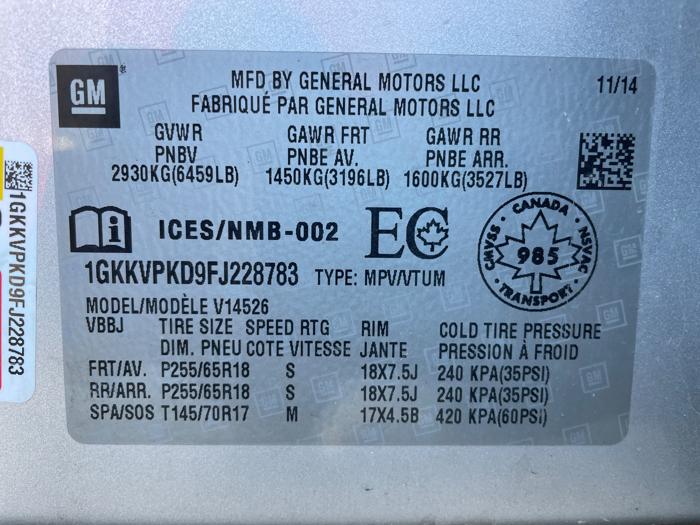 GM
MFD BY GENERAL MOTORS LLC
11/14
FABRIQUÉ PAR GENERAL MOTORS LLC
GVWR GAWR FRT GAWR RR
PNBV PNBE AV. PNBE ARR.
2930KG(6459LB) 1450KG(3196LB) 1600KG(3527LB)
i ICES/NMB-002 EC
CANADA NSVAC TRANSPORT CMVSS
985
1GKKVPKD9FJ228783 TYPE: MPV/VTUM
MODEL/MODÈLE V14526
VBBJ TIRE SIZE SPEED RTG RIM COLD TIRE PRESSURE
DIM. PNEU COTE VITESSE JANTE PRESSION À FROID
FRT/AV. P255/65R18 S 18X7.5J 240 KPA(35PSI)
RR/ARR. P255/65R18 S 18X7.5J 240 KPA(35PSI)
SPA/SOS T145/70R17 M 17X4.5B 420 KPA(60PSI)
1GKKVPKD9FJ228783